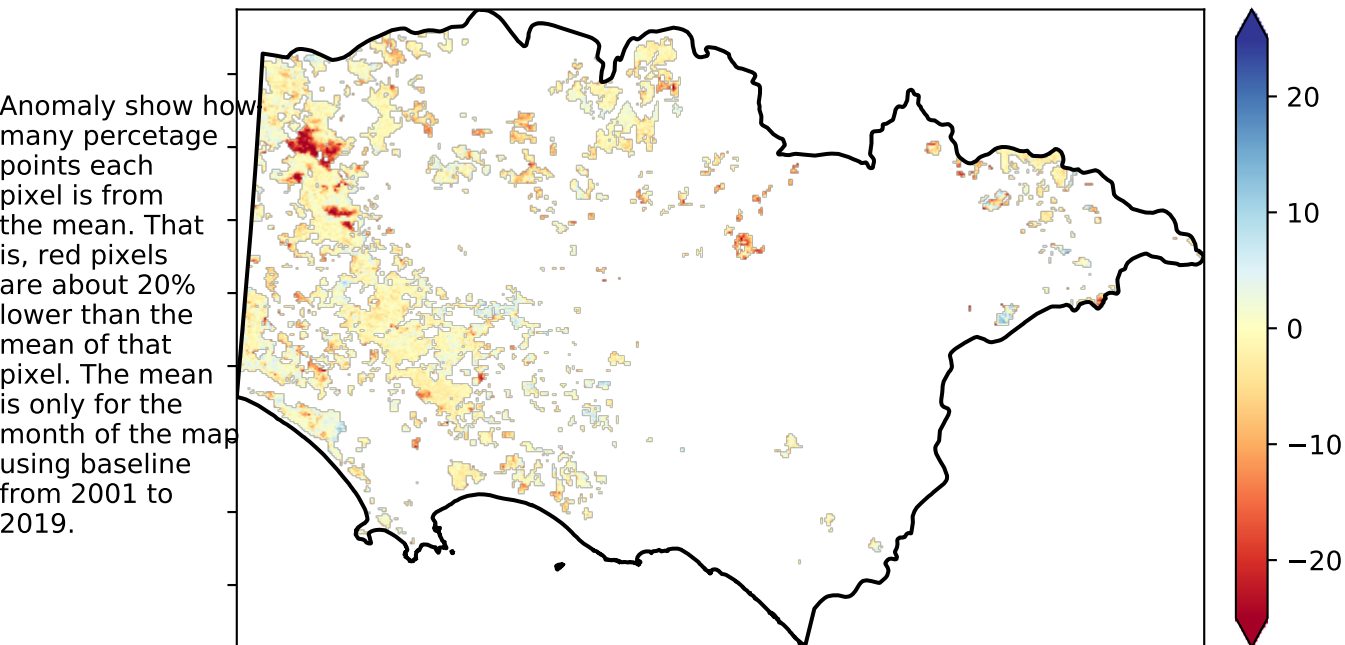 Anomaly show how
many percetage
points each
pixel is from
the mean. That
is, red pixels
are about 20%
lower than the
mean of that
pixel. The mean
is only for the
month of the map
using baseline
from 2001 to
2019.
20
10
0
−10
−20